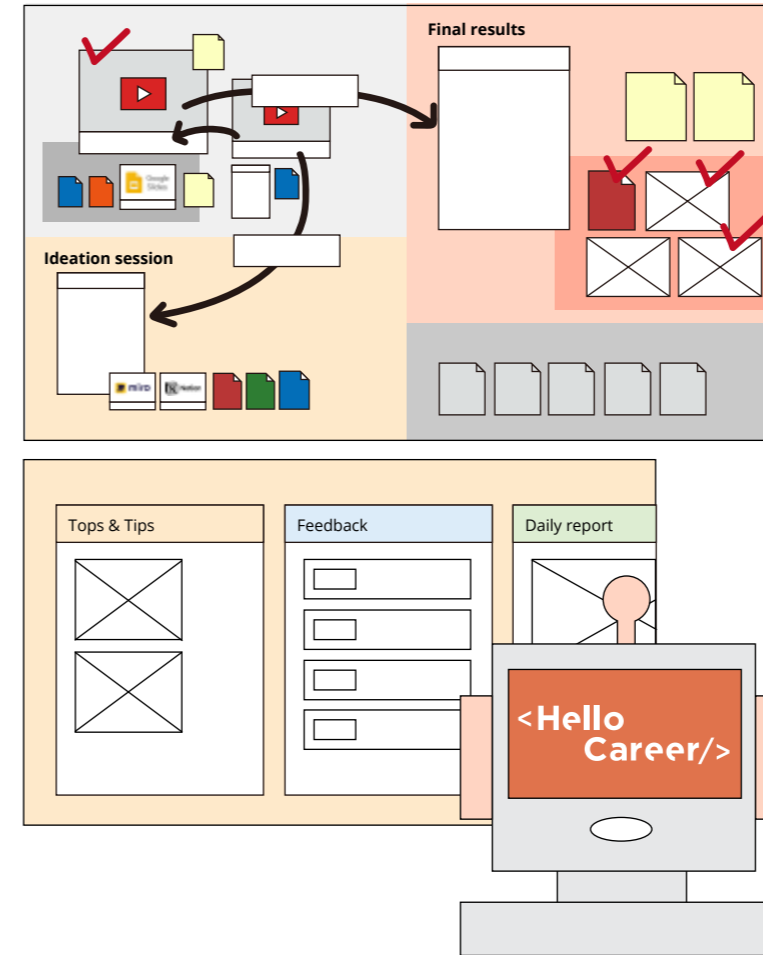 Final results
Google
Slides
Ideation session
miro
Notion
Tops & Tips
Feedback
Daily report
<Hello
Career/>